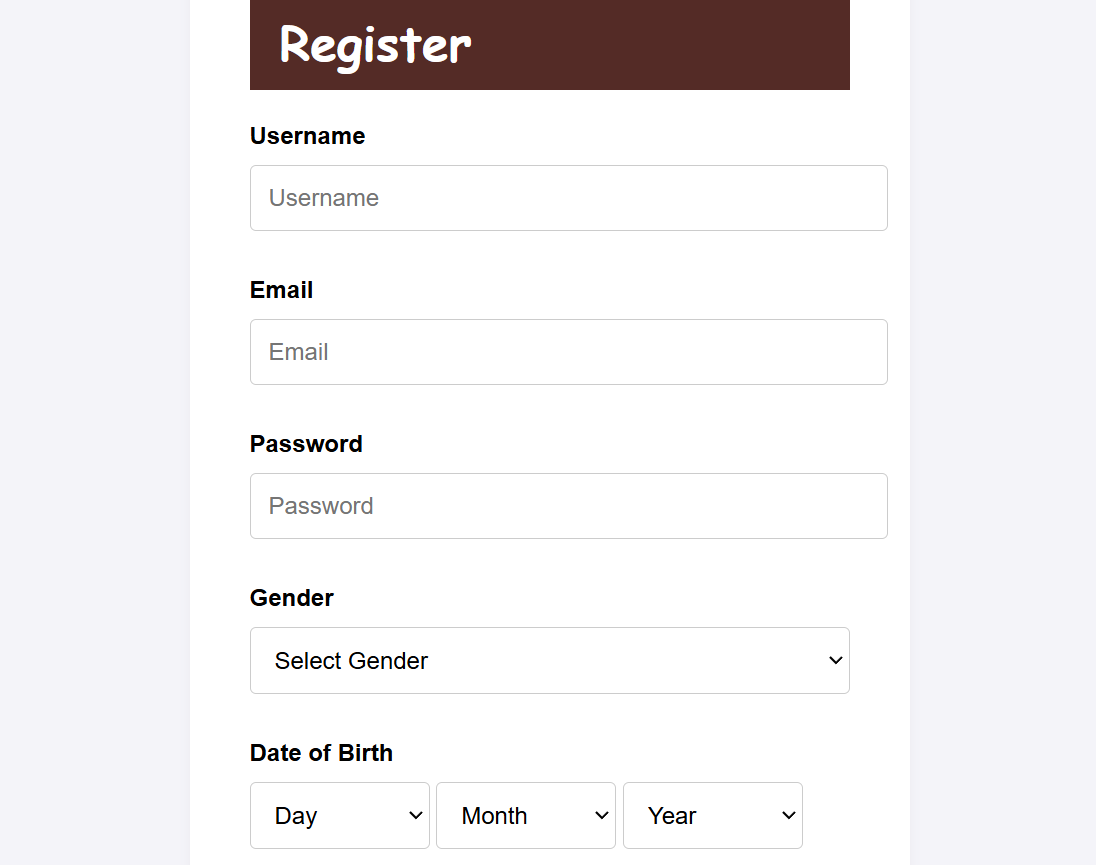 Register
Username
Username
Email
Email
Password
Password
Gender
Select Gender
Date of Birth
Day Month Year